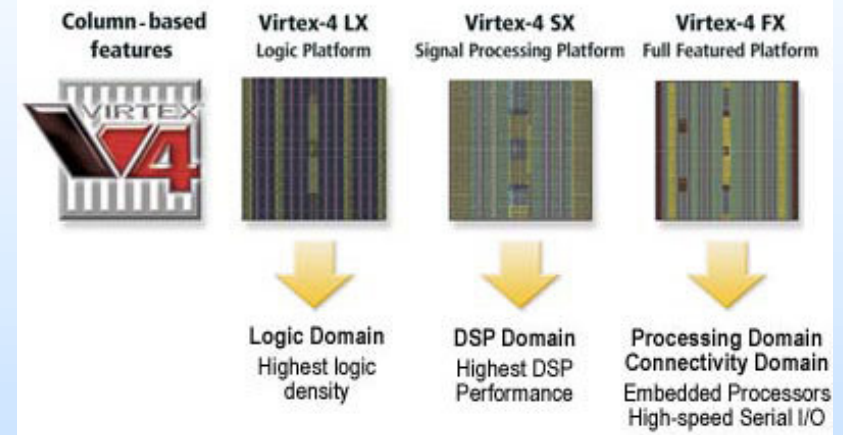 Column-based
features
VIRTEX
V4
Virtex-4 LX
Logic Platform
Virtex-4 SX
Signal Processing Platform
Virtex-4 FX
Full Featured Platform
Logic Domain
Highest logic
density
DSP Domain
Highest DSP
Performance
Processing Domain
Connectivity Domain
Embedded Processors
High-speed Serial I/O